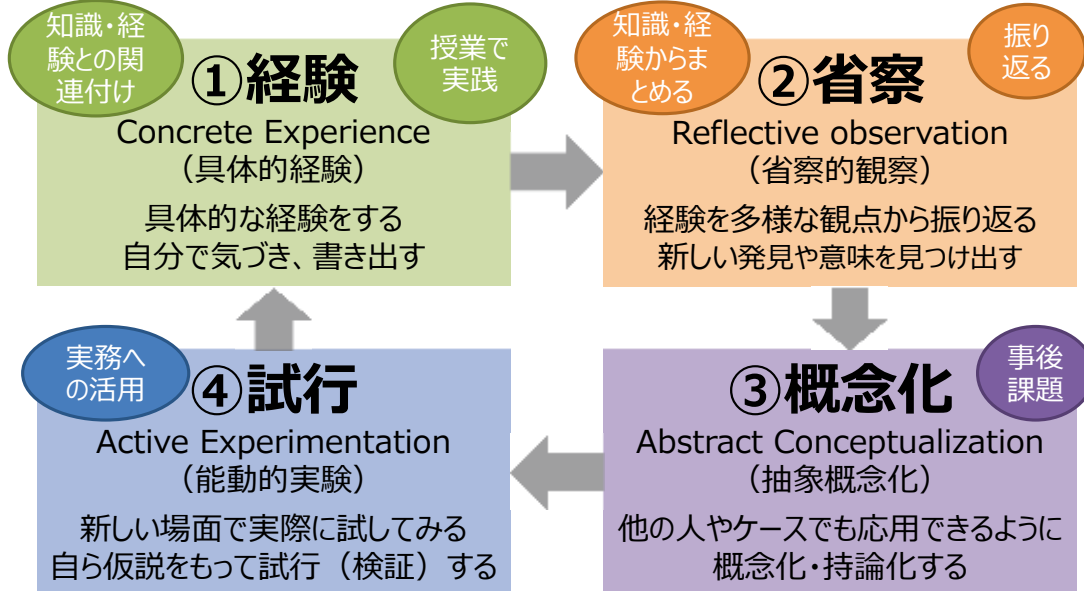 知識・経
験との関
連付け
授業で
実践
①経験
Concrete Experience
（具体的経験）
具体的な経験をする
自分で気づき、書き出す
知識・経
験からま
とめる
振り
返る
②省察
Reflective observation
（省察的観察）
経験を多様な観点から振り返る
新しい発見や意味を見つけ出す
事後
課題
③概念化
Abstract Conceptualization
（抽象概念化）
他の人やケースでも応用できるように
概念化・持論化する
実務へ
の活用
④試行
Active Experimentation
（能動的実験）
新しい場面で実際に試してみる
自ら仮説をもって試行（検証）する